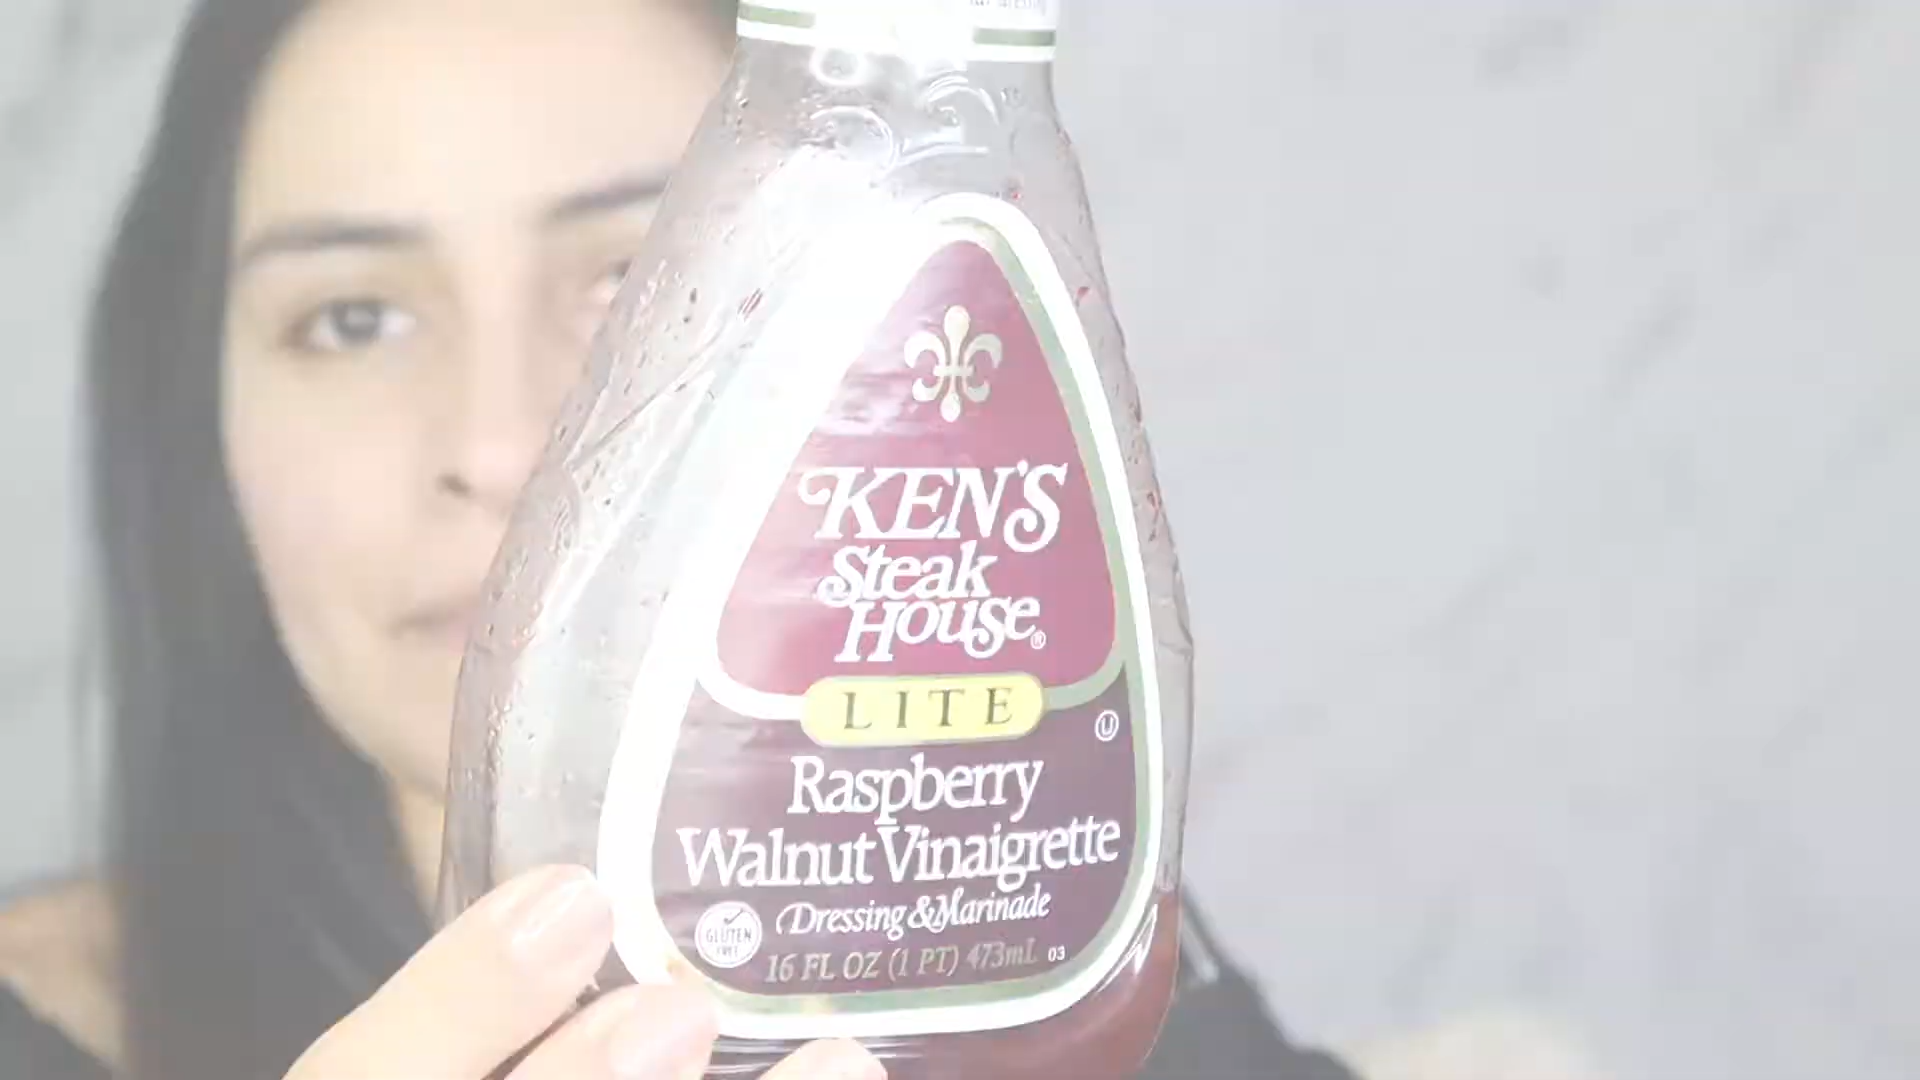 KEN'S
Steak
House®
LITE
U
Raspberry
Walnut Vinaigrette
Dressing & Marinade
GLUTEN
FREE
16 FL OZ (1 PT) 473mL 03